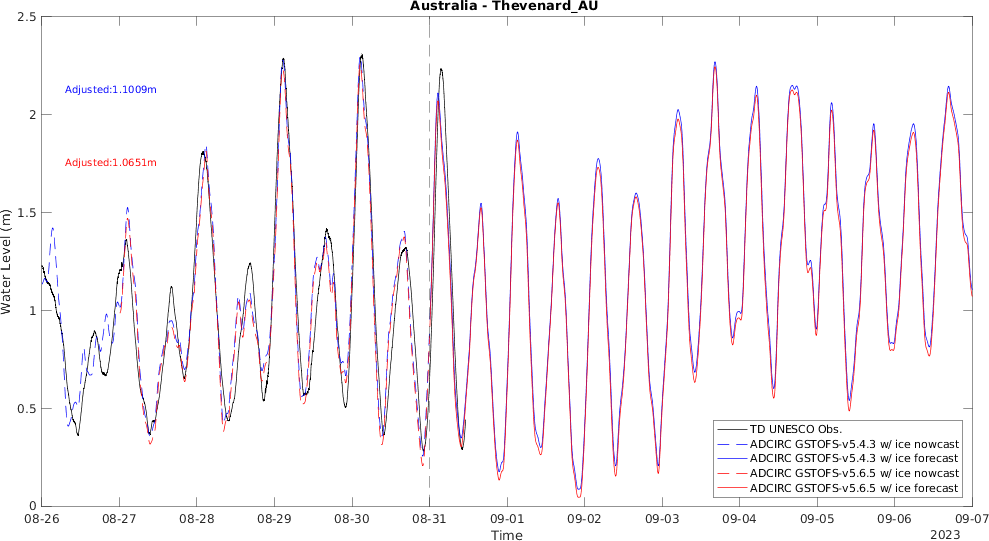 Australia - Thevenard_AU
2.5
2
1.5
1
0.5
0
Water Level (m)
Adjusted:1.1009m
Adjusted:1.0651m
TD UNESCO Obs.
ADCIRC GSTOFS-v5.4.3 w/ ice nowcast
ADCIRC GSTOFS-v5.4.3 w/ ice forecast
ADCIRC GSTOFS-v5.6.5 w/ ice nowcast
ADCIRC GSTOFS-v5.6.5 w/ ice forecast
08-26 08-27 08-28 08-29 08-30 08-31 09-01 09-02 09-03 09-04 09-05 09-06 09-07
Time
2023